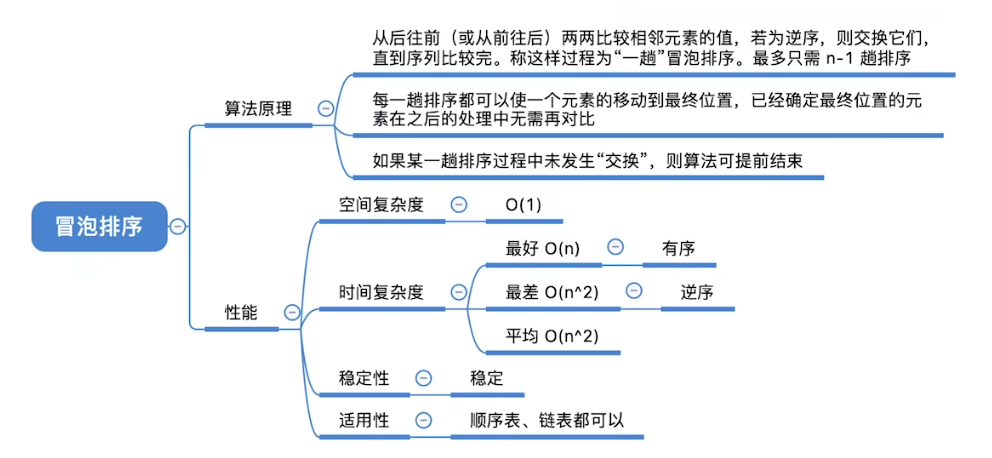 冒泡排序
算法原理
从后往前（或从前往后）两两比较相邻元素的值，若为逆序，则交换它们，
直到序列比较完。称这样过程为“一趟”冒泡排序。最多只需 n-1 趟排序
每一趟排序都可以使一个元素的移动到最终位置，已经确定最终位置的元
素在之后的处理中无需再对比
如果某一趟排序过程中未发生“交换”，则算法可提前结束
性能
空间复杂度
O(1)
时间复杂度
最好 O(n)
有序
最差 O(n^2)
逆序
平均 O(n^2)
稳定性
稳定
适用性
顺序表、链表都可以